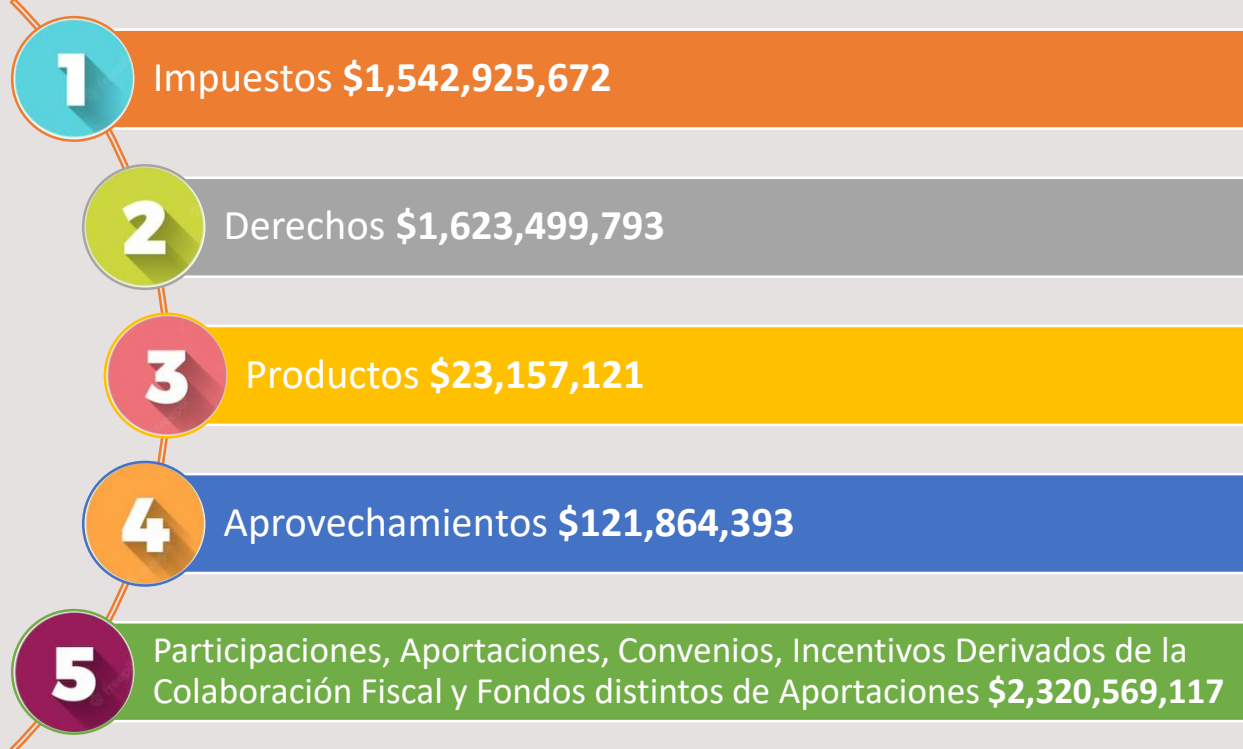 1
Impuestos $1,542,925,672
2
Derechos $1,623,499,793
3
Productos $23,157,121
4
Aprovechamientos $121,864,393
5
Participaciones, Aportaciones, Convenios, Incentivos Derivados de la
Colaboración Fiscal y Fondos distintos de Aportaciones $2,320,569,117